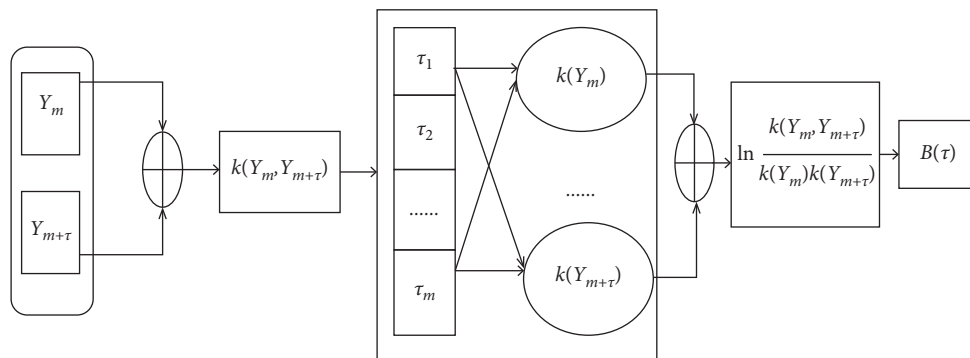 Y_m
Y_{m+τ}
k(Y_m, Y_{m+τ})
τ_1
τ_2
......
τ_m
k(Y_m)
......
k(Y_{m+τ})
ln k(Y_m, Y_{m+τ}) / k(Y_m)k(Y_{m+τ})
B(τ)